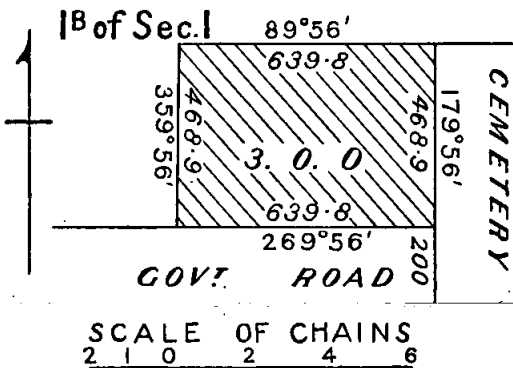 1B of Sec.1
89°56'
639·8
359°56'
468·9
3. 0. 0
468·9
179°56'
CEMETERY
639·8
269°56'
200
GOVT. ROAD
SCALE OF CHAINS
2 1 0 2 4 6